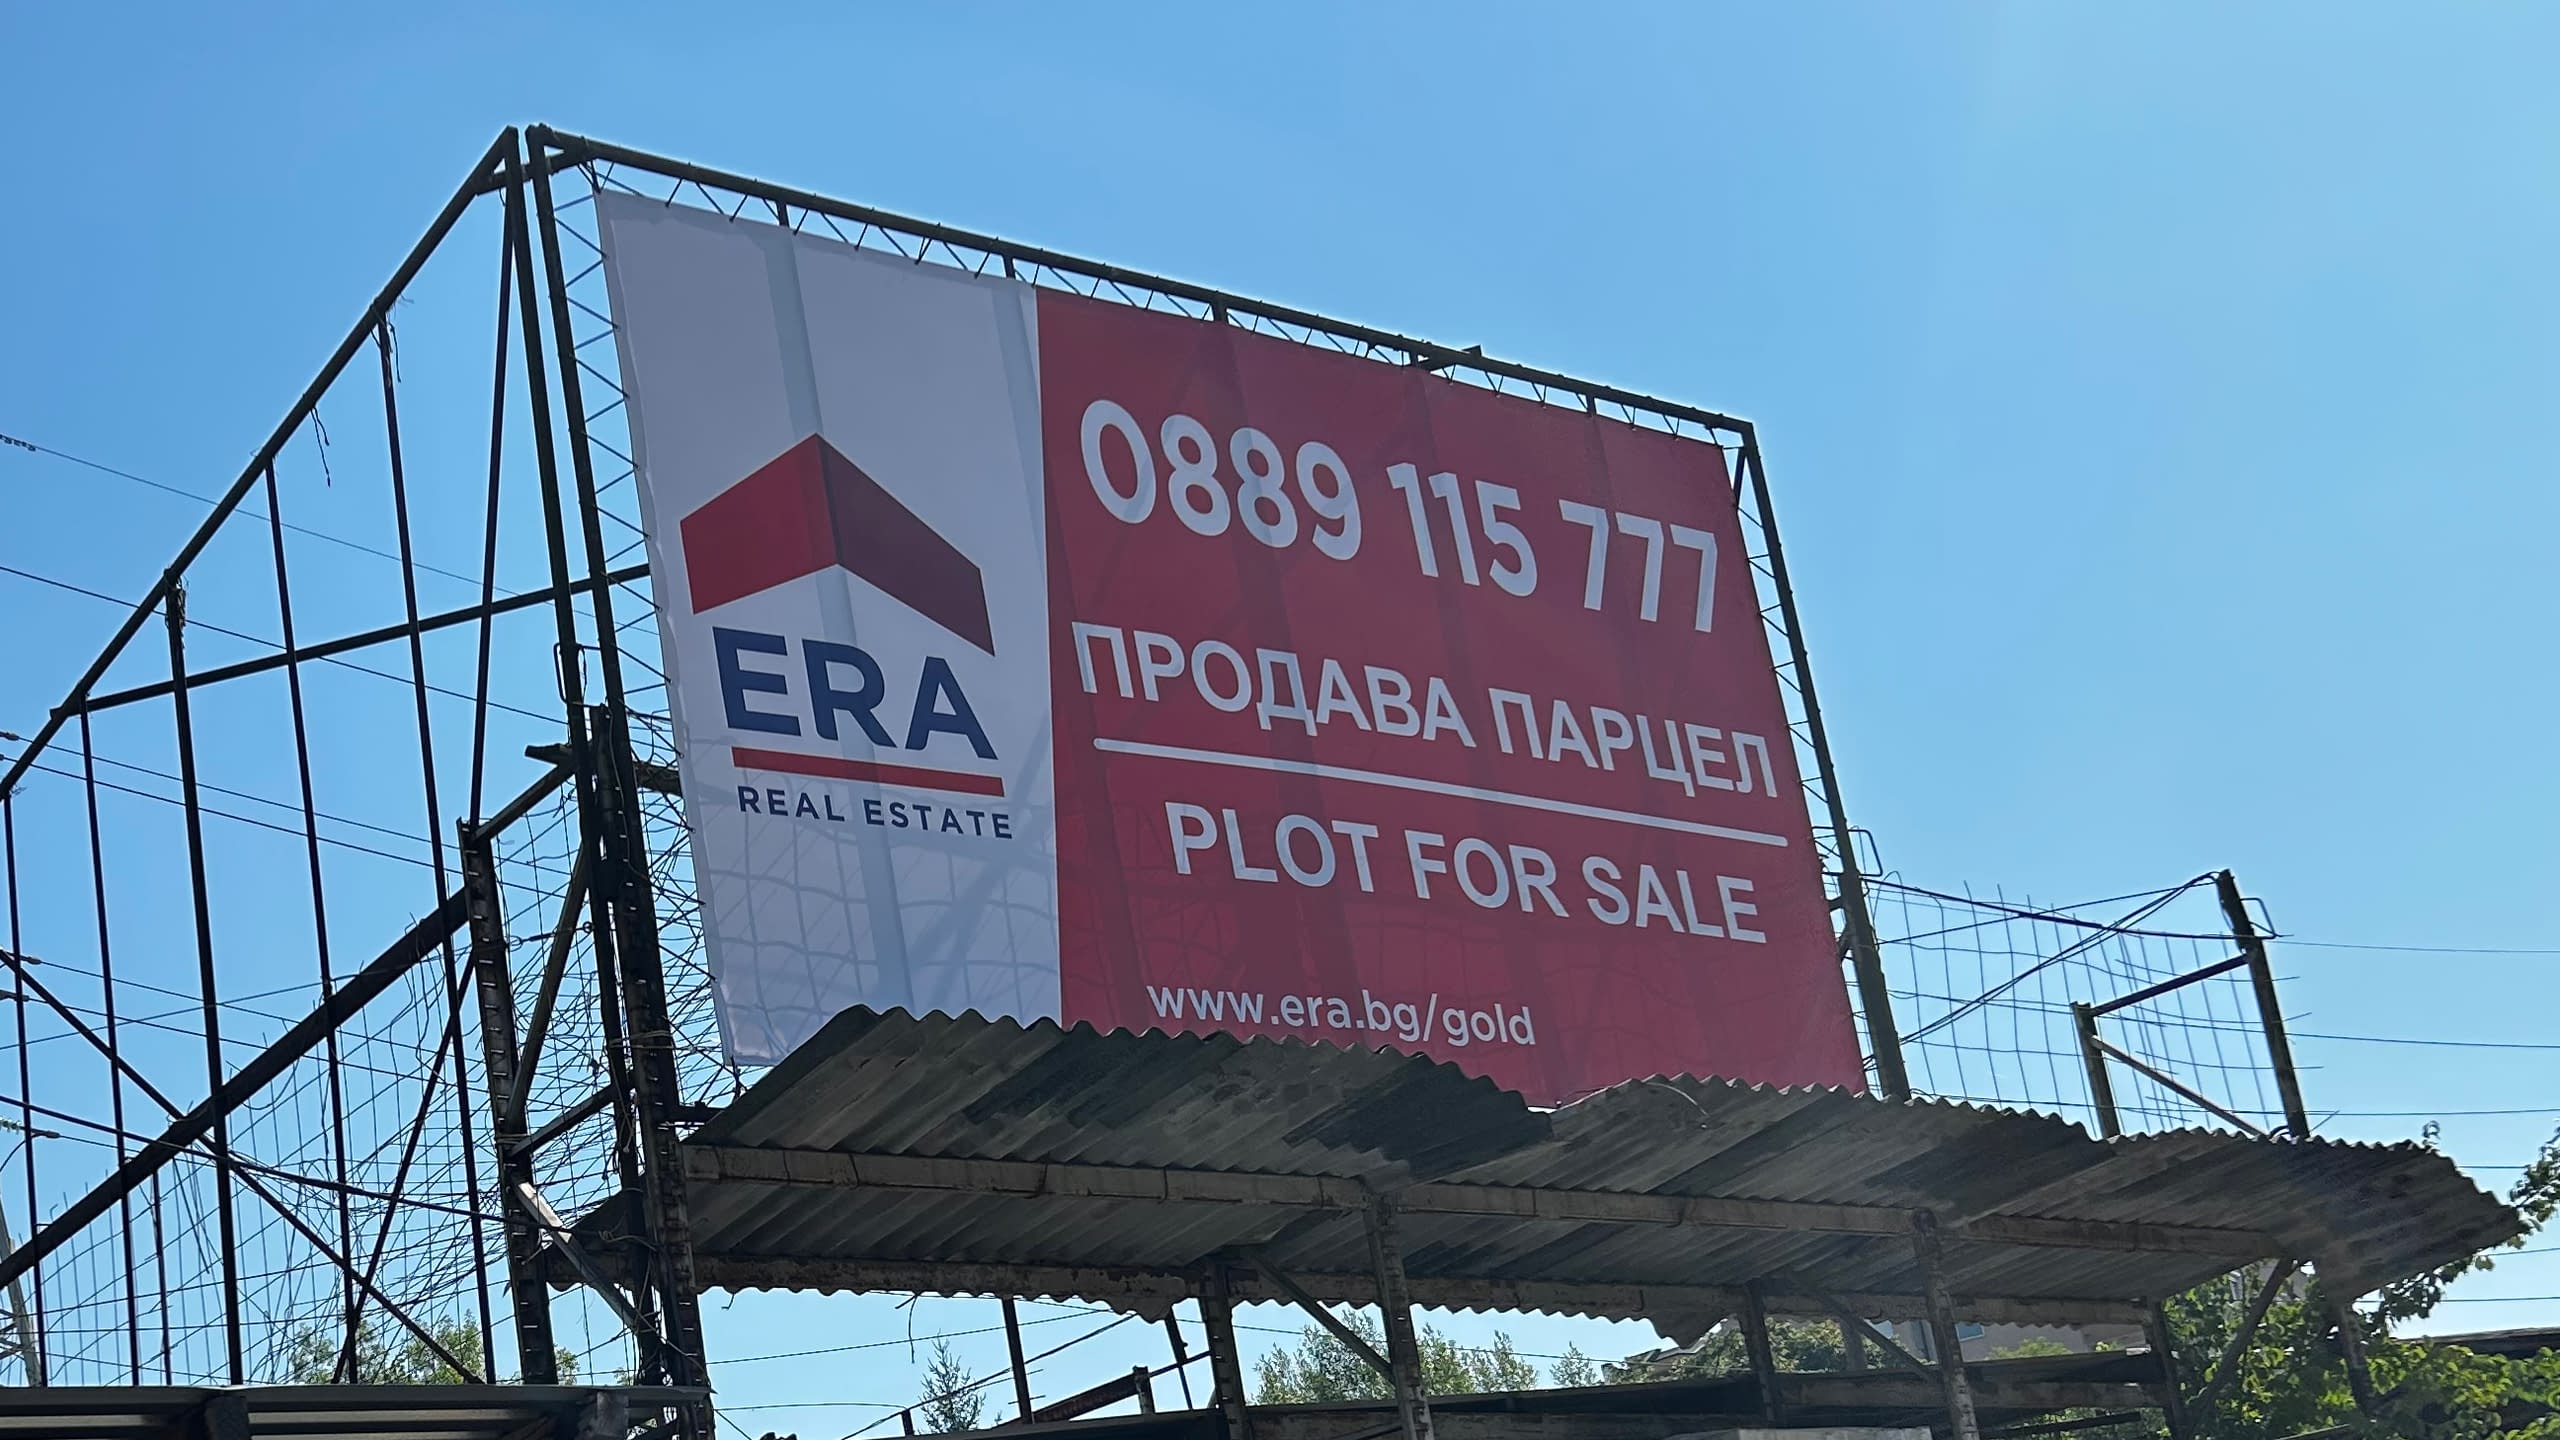 ERA
REAL ESTATE
0889 115 777
ПРОДАВА ПАРЦЕЛ
PLOT FOR SALE
www.era.bg/gold